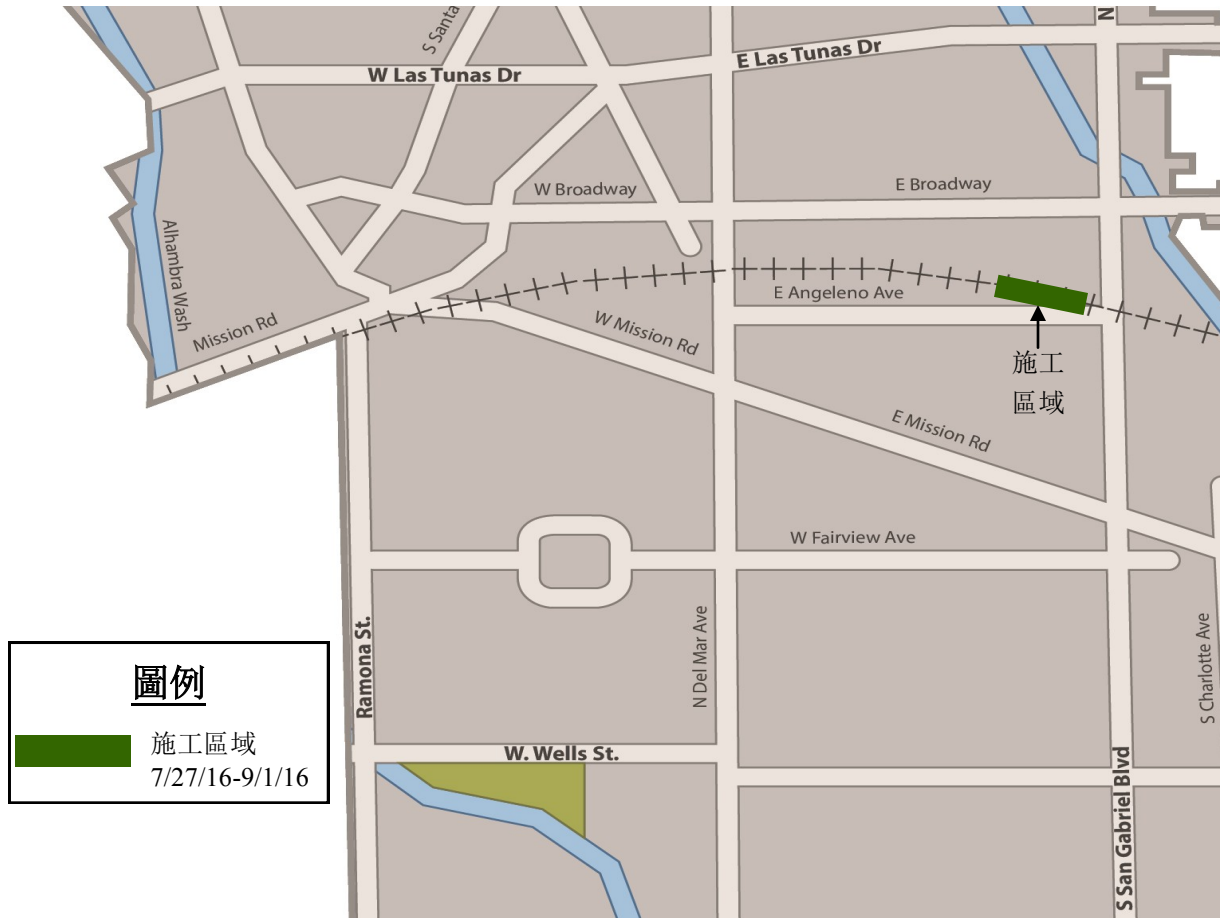 S Santa
N
W Las Tunas Dr
E Las Tunas Dr
W Broadway
E Broadway
Alhambra Wash
Mission Rd
E Angeleno Ave
W Mission Rd
施工
區域
E Mission Rd
W Fairview Ave
Ramona St.
N Del Mar Ave
S Charlotte Ave
圖例
施工區域
7/27/16-9/1/16
W. Wells St.
S San Gabriel Blvd